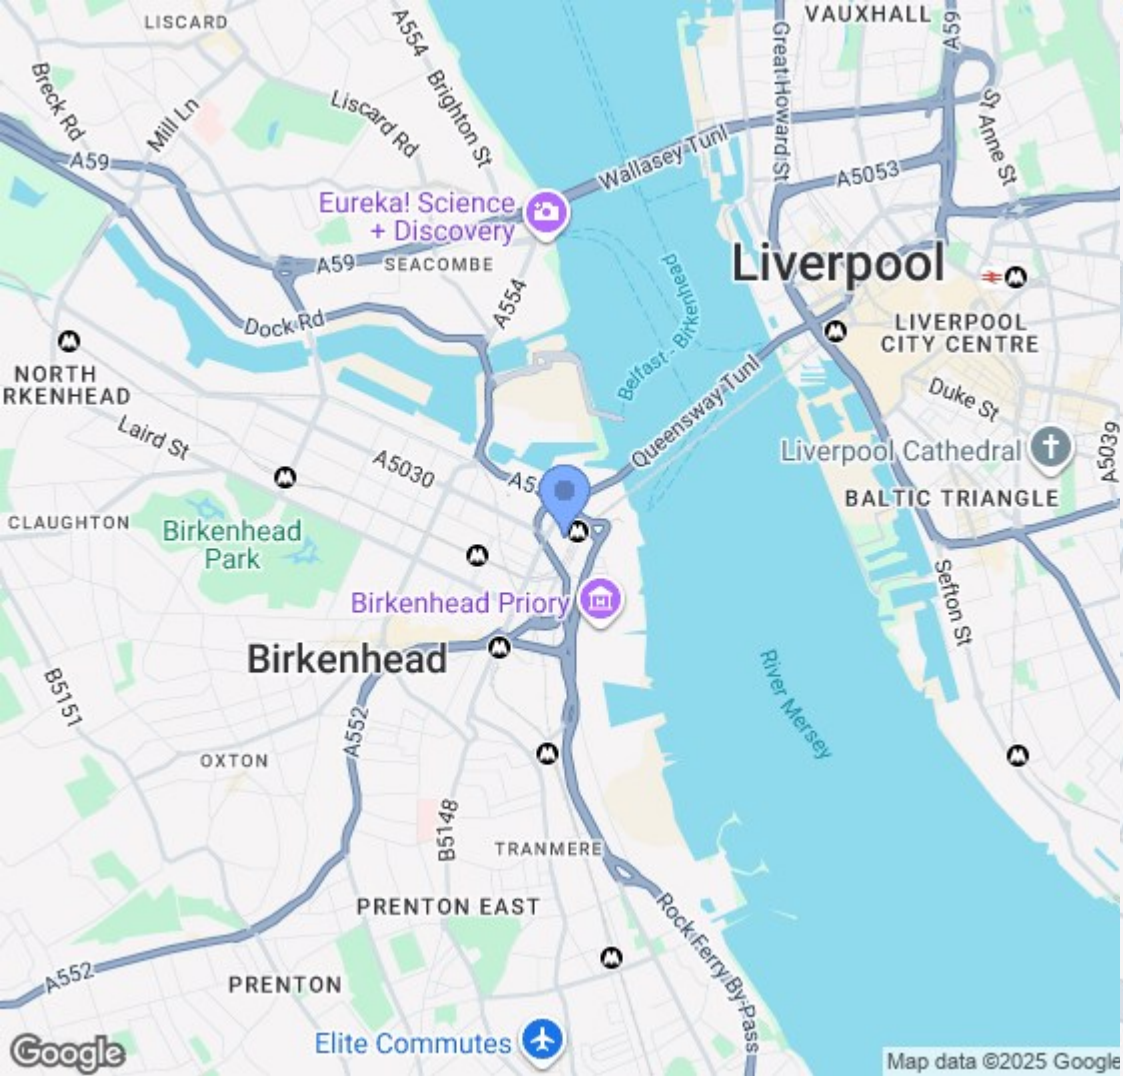 VAUXHALL
LISCARD
A554
A59
Great Howard St
Breck Rd
Brighton St
Liscard Rd
Mill Ln
St Anne St
Wallasey Tunl
A59
A5053
Eureka! Science
+ Discovery
Liverpool
A59
SEACOMBE
A554
Belfast - Birkenhead
Dock Rd
LIVERPOOL
CITY CENTRE
NORTH
RKENHEAD
Queensway Tunl
Duke St
Laird St
A5030
Liverpool Cathedral
A5039
BALTIC TRIANGLE
CLAUGHTON
Birkenhead
Park
Sefton St
Birkenhead Priory
Birkenhead
River Mersey
B5151
A552
OXTON
B5148
TRANMERE
PRENTON EAST
Rock Ferry By-Pass
A552
PRENTON
Elite Commutes
Google
Map data ©2025 Google